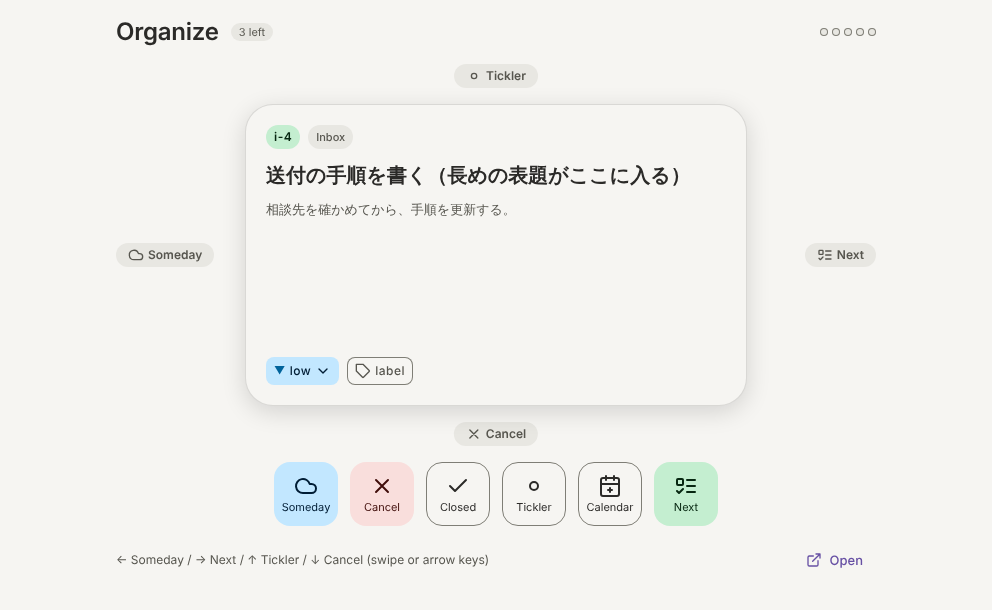 Organize
3 left
Tickler
i-4
Inbox
送付の手順を書く（長めの表題がここに入る）
相談先を確かめてから、手順を更新する。
Someday
Next
low
label
Cancel
Someday
Cancel
Closed
Tickler
Calendar
Next
← Someday / → Next / ↑ Tickler / ↓ Cancel (swipe or arrow keys)
Open